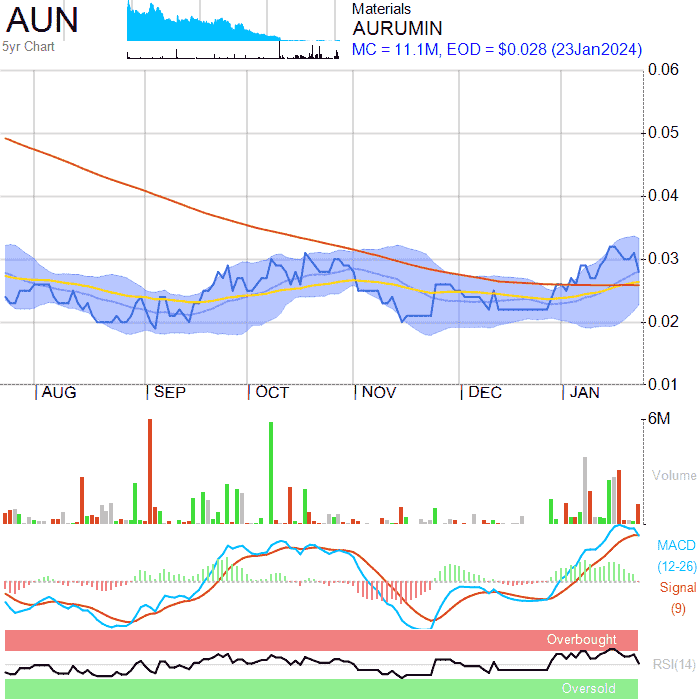 AUN
5yr Chart
Materials
AURUMIN
MC = 11.1M, EOD = $0.028 (23Jan2024)
0.06
0.05
0.04
0.03
0.02
0.01
AUG SEP OCT NOV DEC JAN
6M
Volume
MACD
(12-26)
Signal
(9)
Overbought
RSI(14)
Oversold